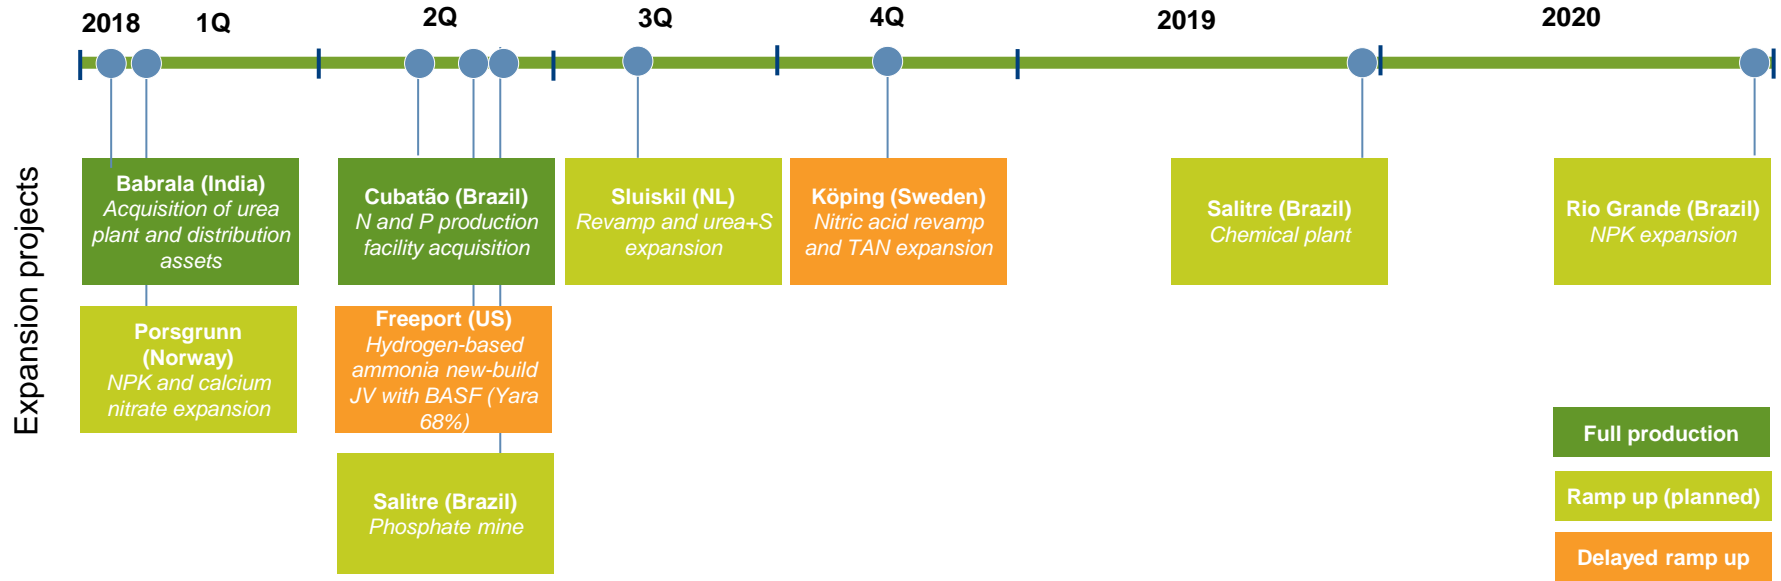 2018
1Q
2Q
3Q
4Q
2019
2020
Expansion projects
Babrala (India)
Acquisition of urea
plant and distribution
assets
Porsgrunn
(Norway)
NPK and calcium
nitrate expansion
Cubatão (Brazil)
N and P production
facility acquisition
Freeport (US)
Hydrogen-based
ammonia new-build
JV with BASF (Yara
68%)
Salitre (Brazil)
Phosphate mine
Sluiskil (NL)
Revamp and urea+S
expansion
Köping (Sweden)
Nitric acid revamp
and TAN expansion
Salitre (Brazil)
Chemical plant
Rio Grande (Brazil)
NPK expansion
Full production
Ramp up (planned)
Delayed ramp up